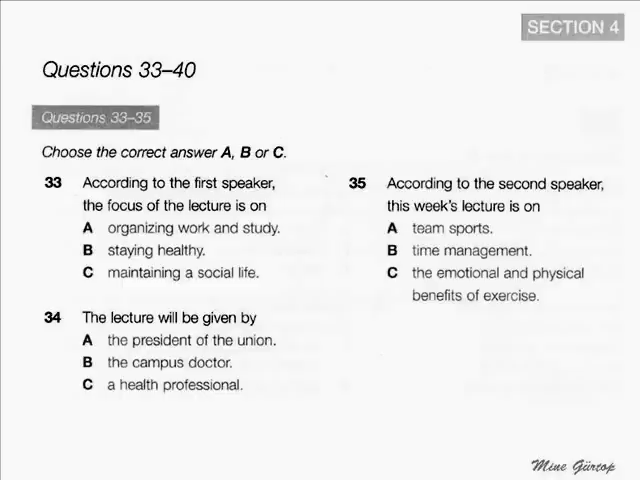 SECTION 4
Questions 33–40
Questions 33–35
Choose the correct answer A, B or C.
33 According to the first speaker,
the focus of the lecture is on
A organizing work and study.
B staying healthy.
C maintaining a social life.
34 The lecture will be given by
A the president of the union.
B the campus doctor.
C a health professional.
35 According to the second speaker,
this week's lecture is on
A team sports.
B time management.
C the emotional and physical
benefits of exercise.
Mine Gürtop